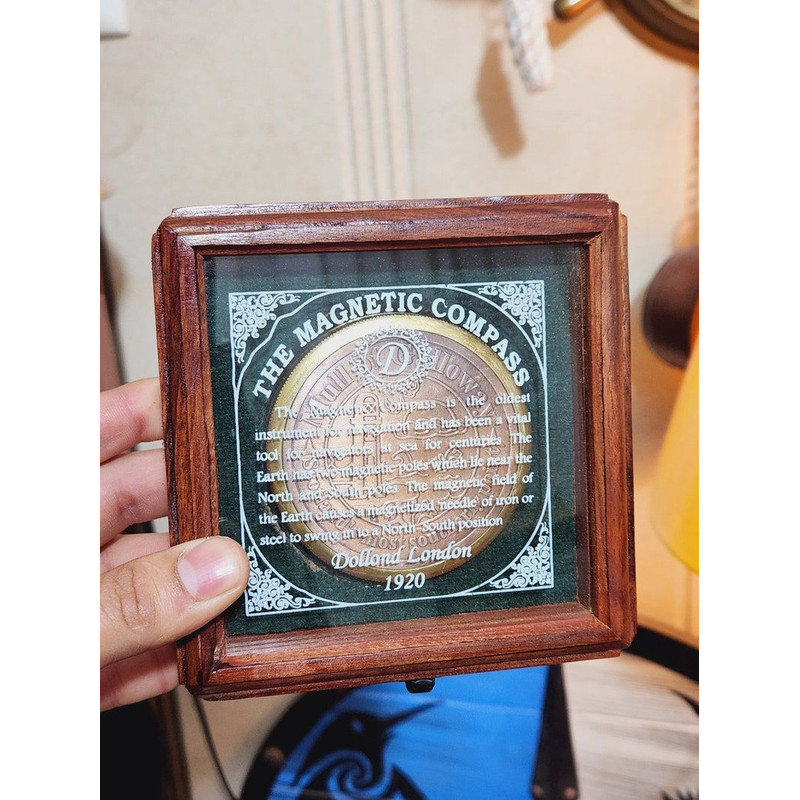 THE MAGNETIC COMPASS
D
The Magnetic Compass is the oldest
instrument for navigation and has been a vital
tool for navigators at sea for centuries. The
Earth has two magnetic poles which lie near the
North and South poles. The magnetic field of
the Earth causes a magnetized 'needle' of iron or
steel to swing in to a North-South position
Dollond London
1920